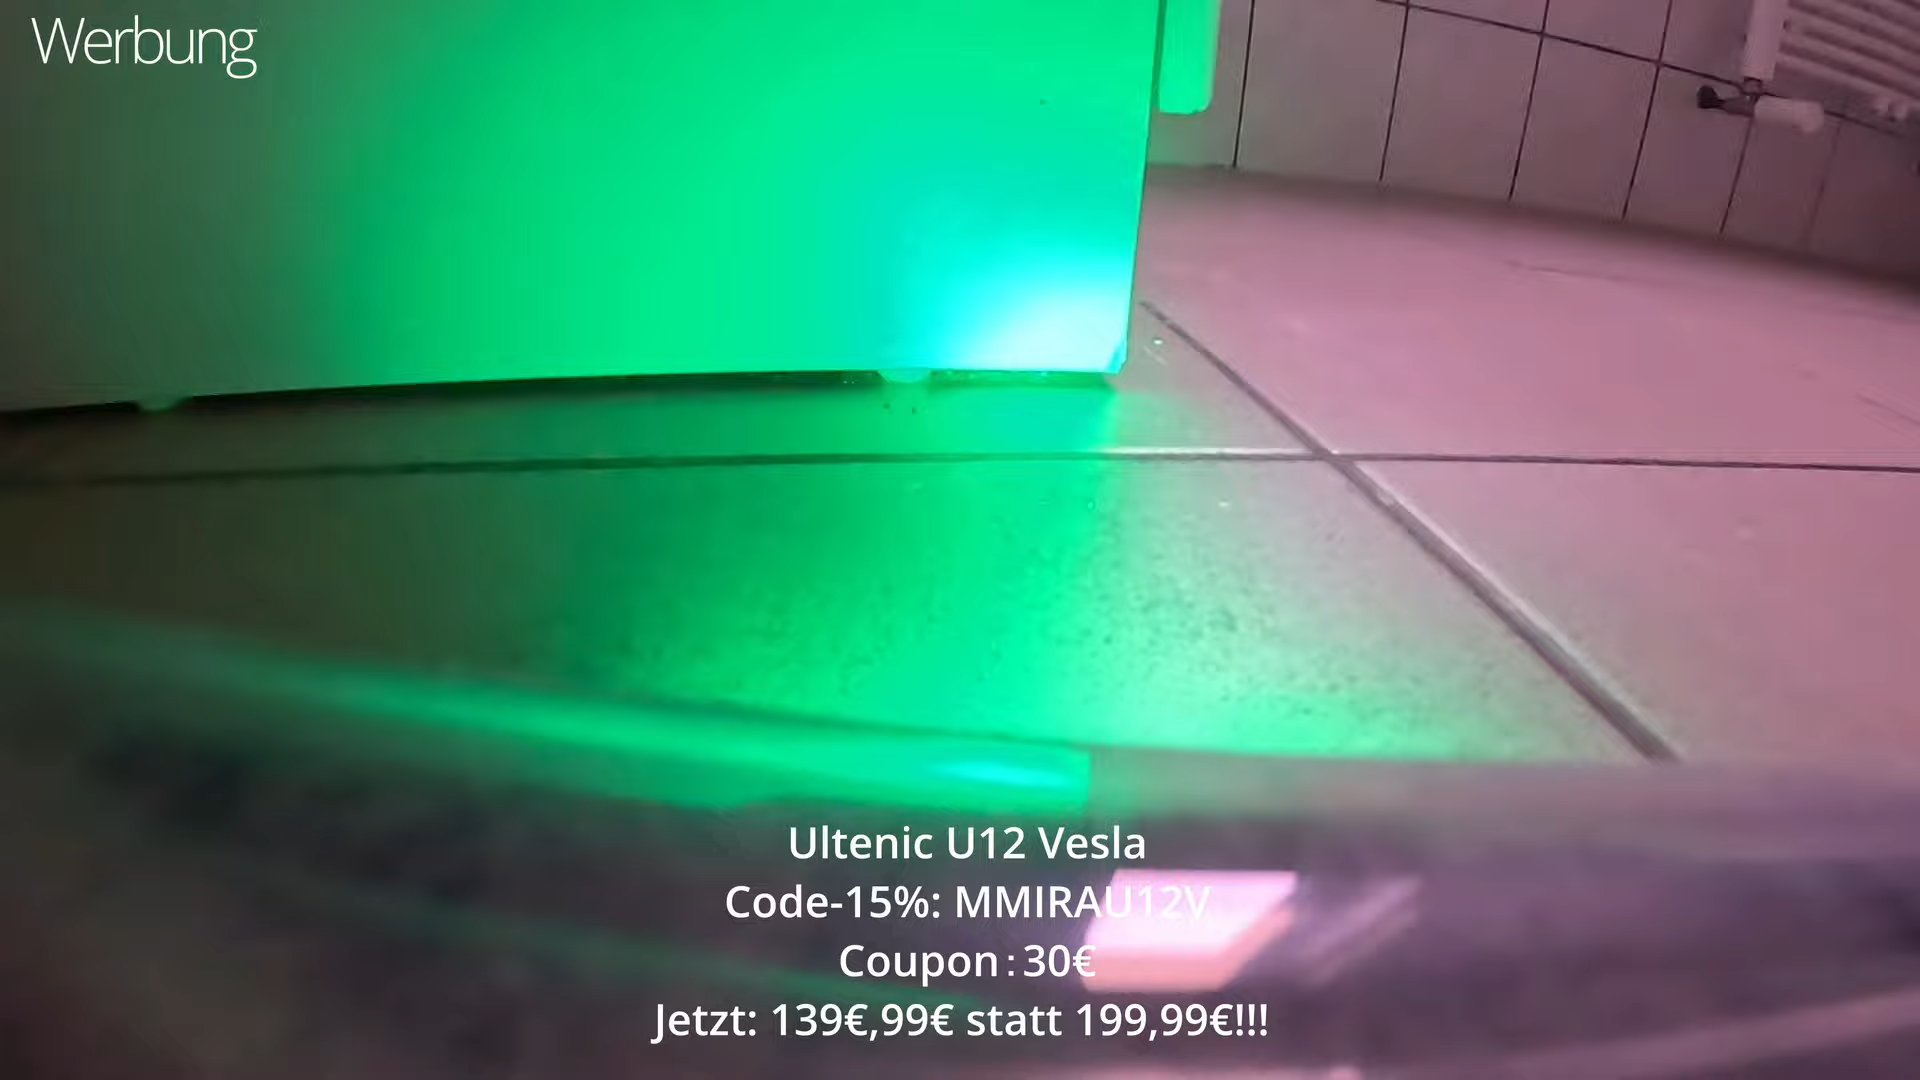 Werbung
Ultenic U12 Vesla
Code-15%: MMIRAU12V
Coupon:30€
Jetzt: 139€,99€ statt 199,99€!!!